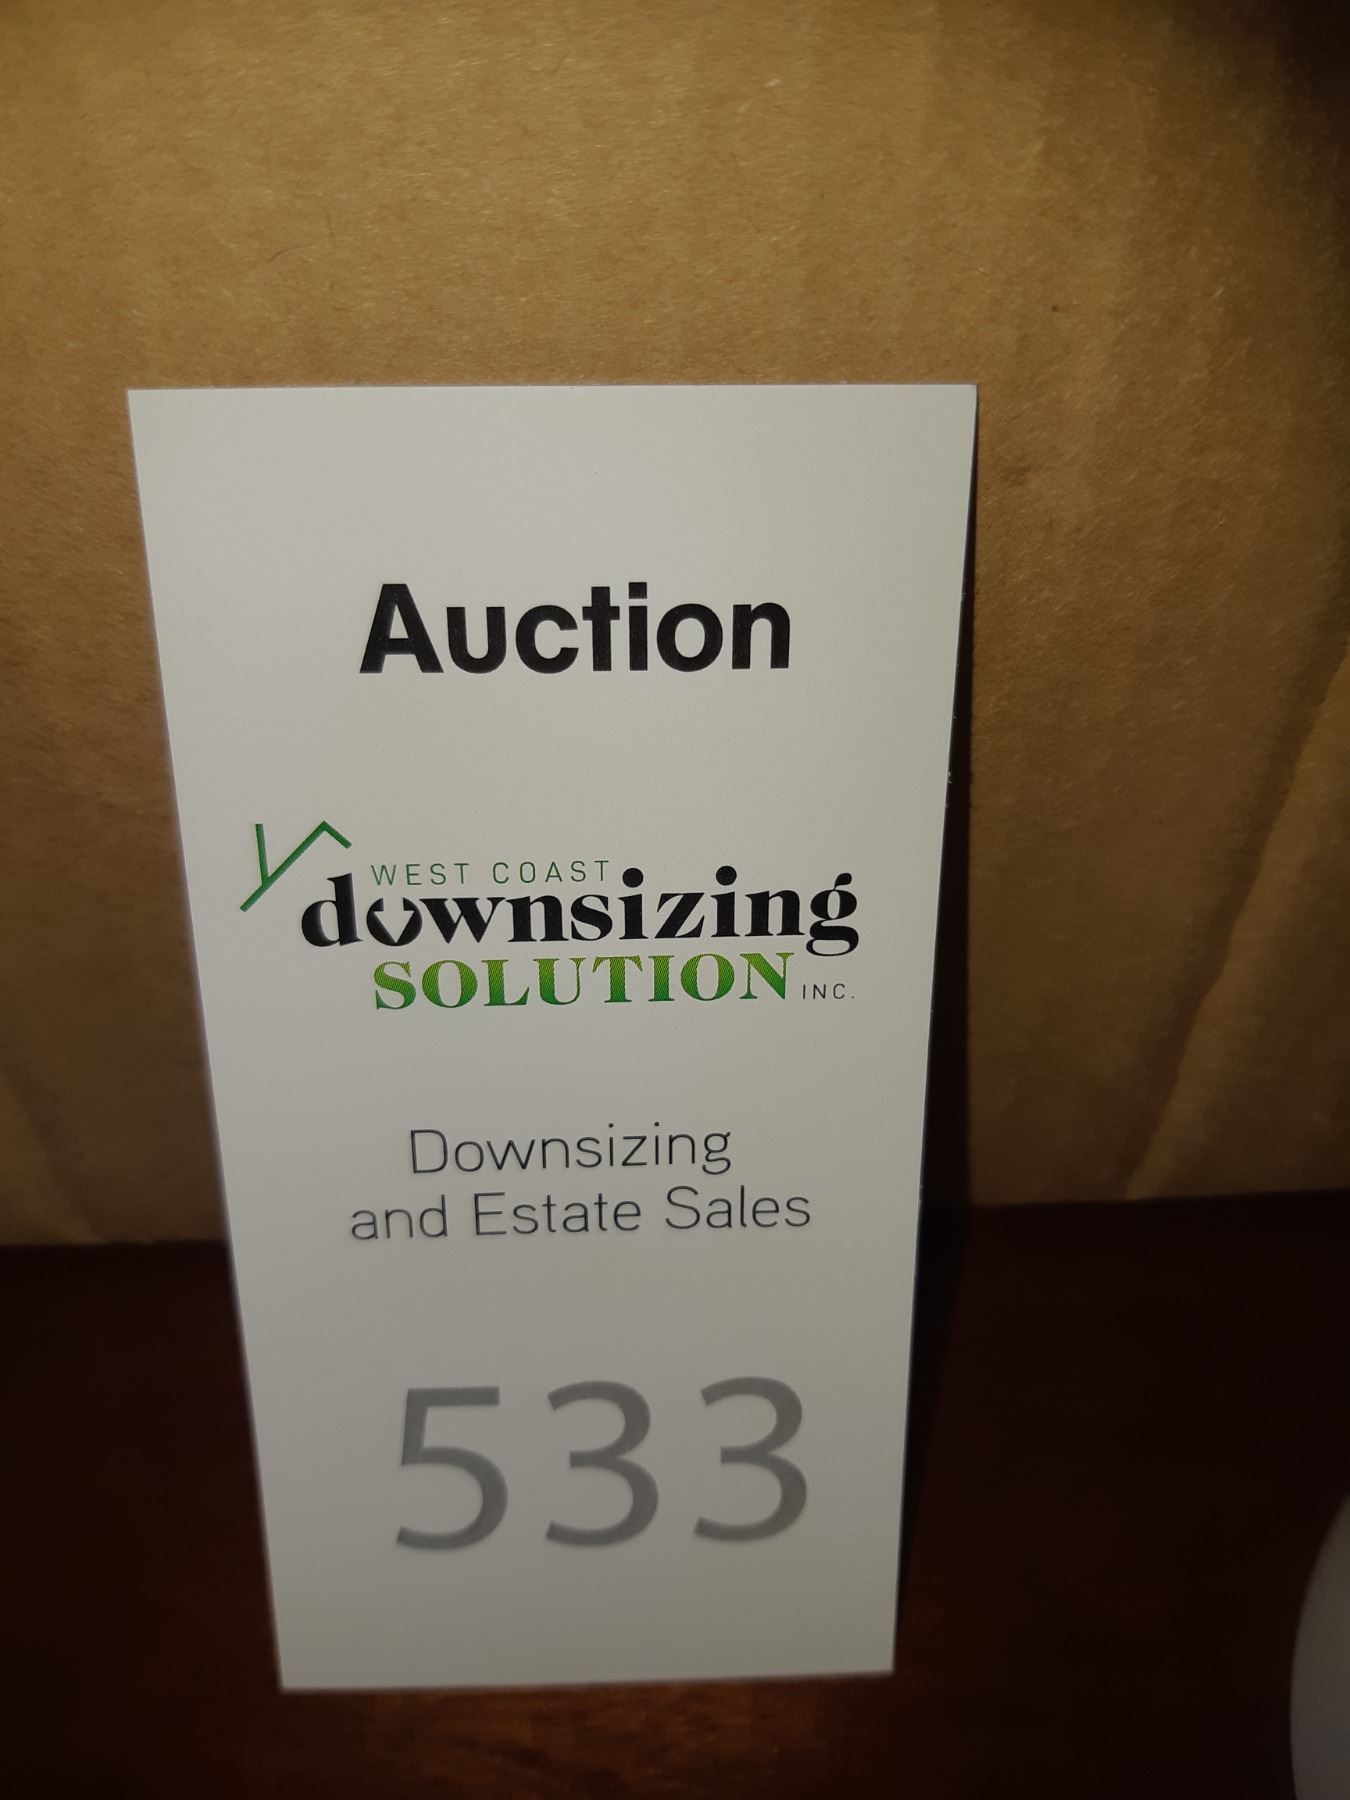 Auction
WEST COAST
downsizing
SOLUTION INC.
Downsizing
and Estate Sales
533